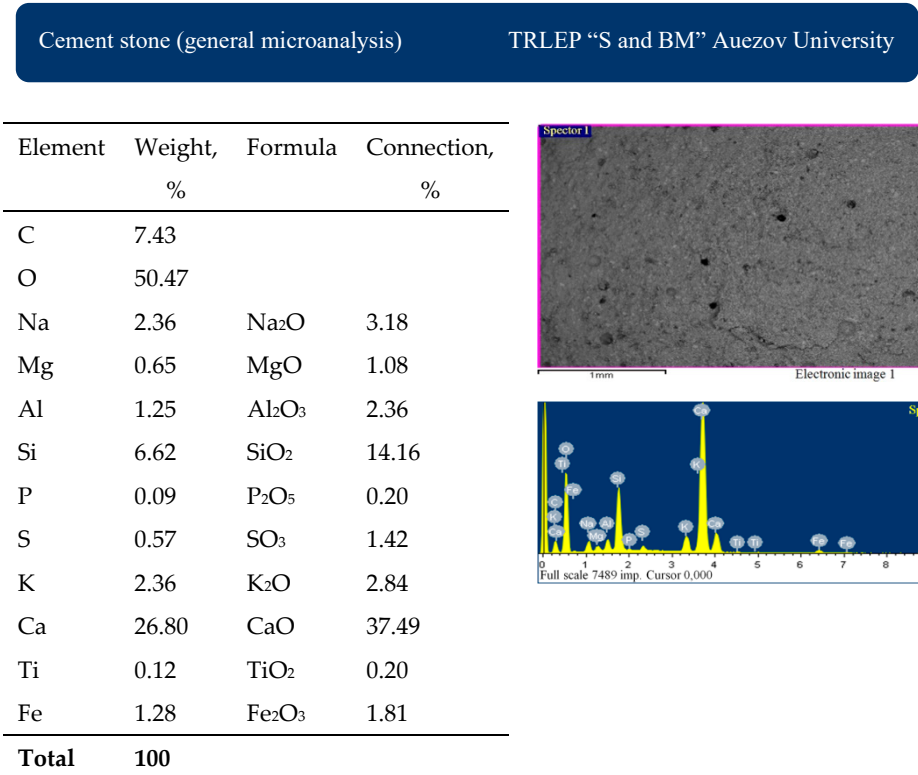 Cement stone (general microanalysis) TRLEP “S and BM” Auezov University
Element Weight, % Formula Connection, %
C 7.43
O 50.47
Na 2.36 Na₂O 3.18
Mg 0.65 MgO 1.08
Al 1.25 Al₂O₃ 2.36
Si 6.62 SiO₂ 14.16
P 0.09 P₂O₅ 0.20
S 0.57 SO₃ 1.42
K 2.36 K₂O 2.84
Ca 26.80 CaO 37.49
Ti 0.12 TiO₂ 0.20
Fe 1.28 Fe₂O₃ 1.81
Total 100
Spector 1
1mm Electronic image 1
Sp
Ca
O
Ti K
Fe Si
C
K Na Al S K Ca
Ca Mg P Ti Ti Fe Fe
0 1 2 3 4 5 6 7 8
Full scale 7489 imp. Cursor 0,000